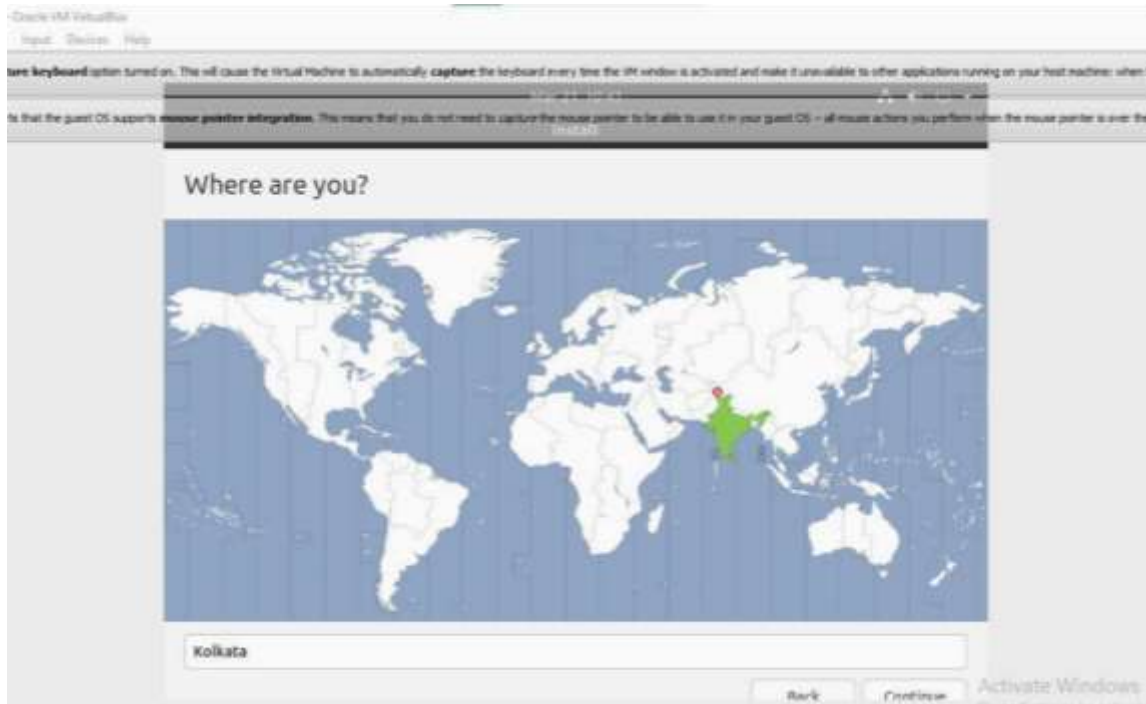 Oracle VM VirtualBox
Input Devices Help
ture keyboard option turned on. This will cause the Virtual Machine to automatically capture the keyboard every time the VM window is activated and make it unavailable to other applications running on your host machine: when
ts that the guest OS supports mouse pointer integration. This means that you do not need to capture the mouse pointer to be able to use it in your guest OS -- all mouse actions you perform when the mouse pointer is over the
Install
Where are you?
Kolkata
Back Continue
Activate Windows